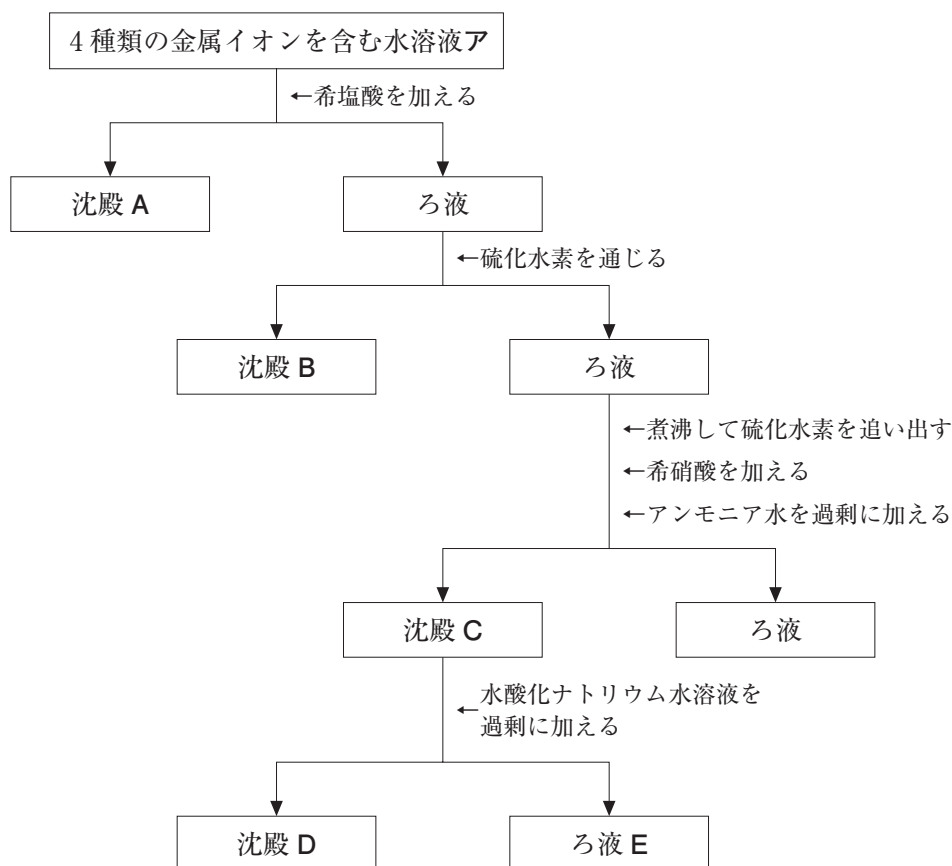 4種類の金属イオンを含む水溶液ア
←希塩酸を加える
沈殿 A
ろ液
←硫化水素を通じる
沈殿 B
ろ液
←煮沸して硫化水素を追い出す
←希硝酸を加える
←アンモニア水を過剰に加える
沈殿 C
ろ液
←水酸化ナトリウム水溶液を
過剰に加える
沈殿 D
ろ液 E